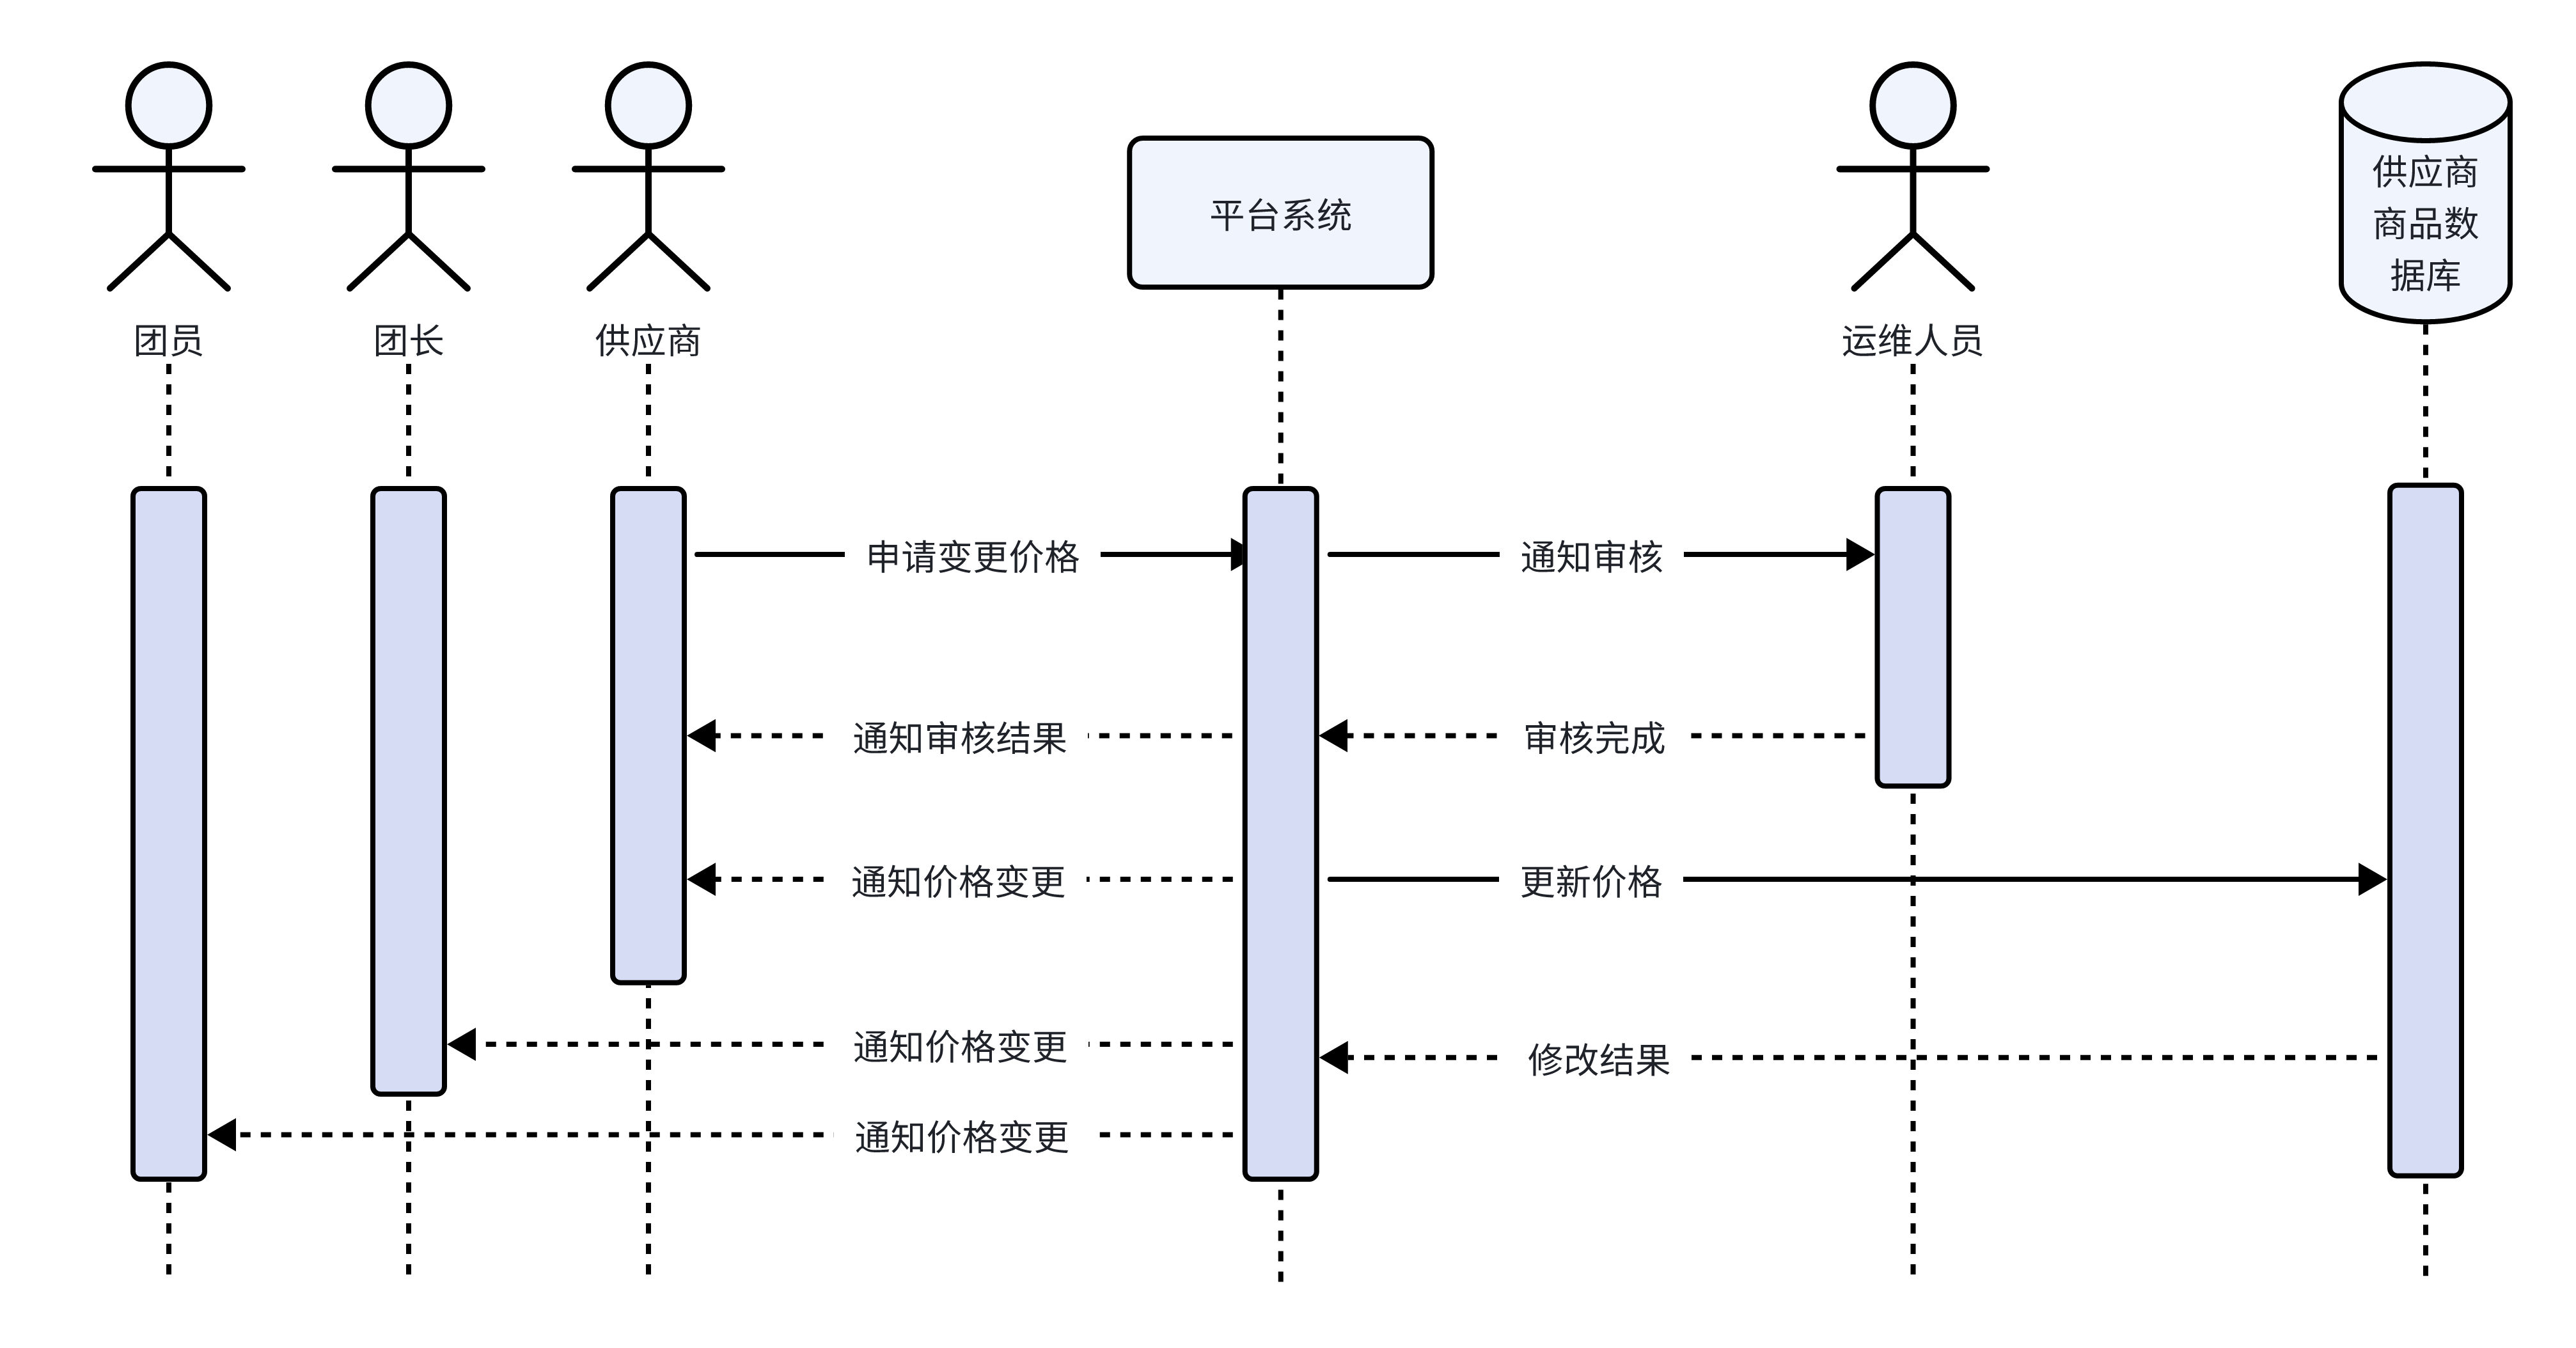 供应商
商品数
据库
平台系统
团员
团长
供应商
运维人员
申请变更价格
通知审核
通知审核结果
审核完成
通知价格变更
更新价格
通知价格变更
修改结果
通知价格变更